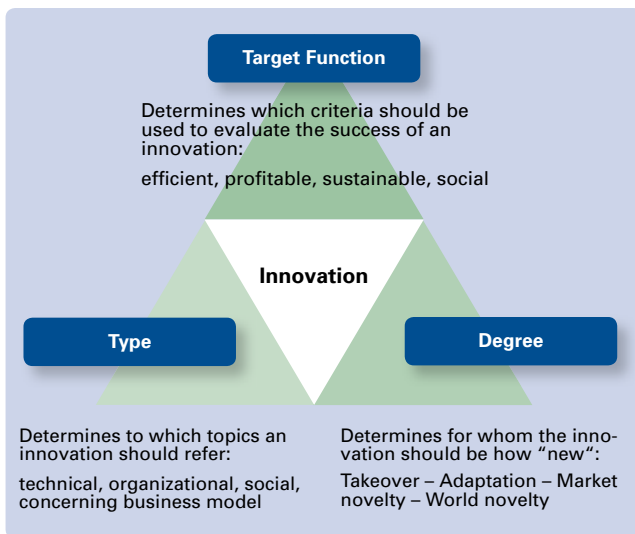 Target Function
Determines which criteria should be
used to evaluate the success of an
innovation:
efficient, profitable, sustainable, social
Innovation
Type
Degree
Determines to which topics an
innovation should refer:
technical, organizational, social,
concerning business model
Determines for whom the inno-
vation should be how “new“:
Takeover – Adaptation – Market
novelty – World novelty